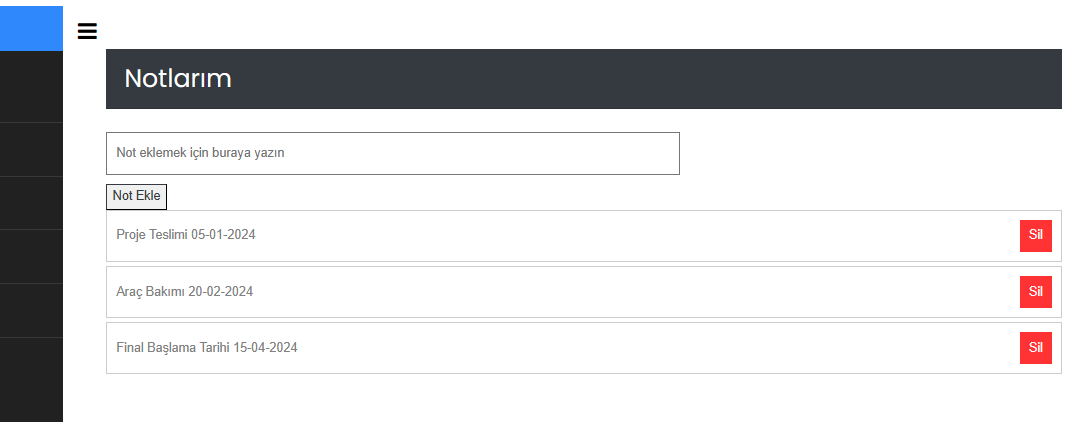 Notlarım
Not eklemek için buraya yazın
Not Ekle
Proje Teslimi 05-01-2024
Sil
Araç Bakımı 20-02-2024
Sil
Final Başlama Tarihi 15-04-2024
Sil